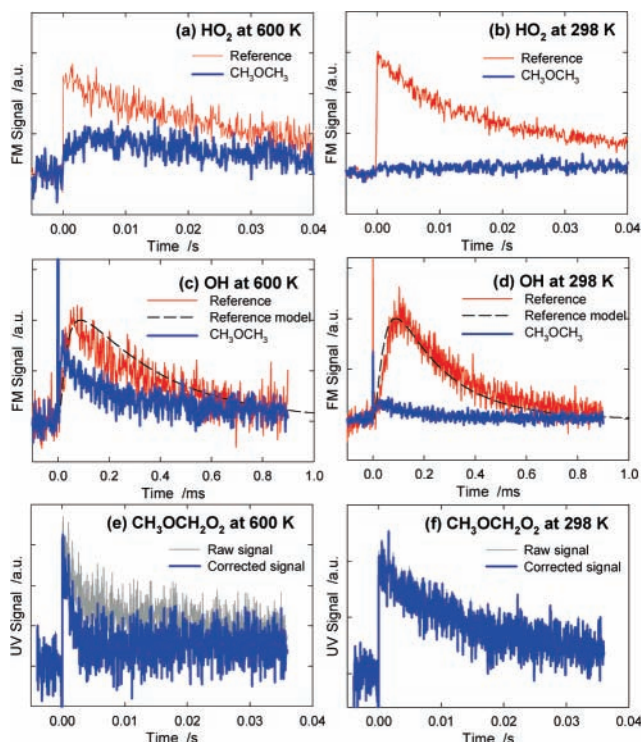 (a) HO2 at 600 K
Reference
CH3OCH3
FM Signal /a.u.
0.00 0.01 0.02 0.03 0.04
Time /s
(b) HO2 at 298 K
Reference
CH3OCH3
FM Signal /a.u.
0.00 0.01 0.02 0.03 0.04
Time /s
(c) OH at 600 K
Reference
Reference model
CH3OCH3
FM Signal /a.u.
0.0 0.2 0.4 0.6 0.8 1.0
Time /ms
(d) OH at 298 K
Reference
Reference model
CH3OCH3
FM Signal /a.u.
0.0 0.2 0.4 0.6 0.8 1.0
Time /ms
(e) CH3OCH2O2 at 600 K
Raw signal
Corrected signal
UV Signal /a.u.
0.00 0.01 0.02 0.03 0.04
Time /s
(f) CH3OCH2O2 at 298 K
Raw signal
Corrected signal
UV Signal /a.u.
0.00 0.01 0.02 0.03 0.04
Time /s